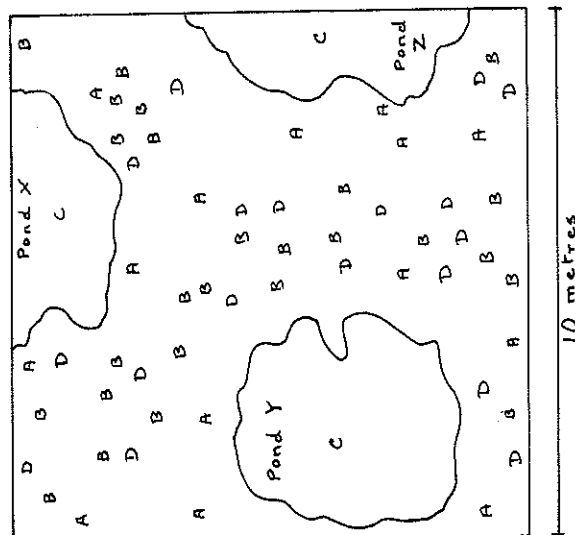 D A Pond X B
B B D C
A B B A
D D B A D B B B B
B B B B D
A A B A
D B D
Pond Y B B D A
C D B B C
A D A A Pond
B Z
D D D
A D B B A D B
D B A B D
10 metres